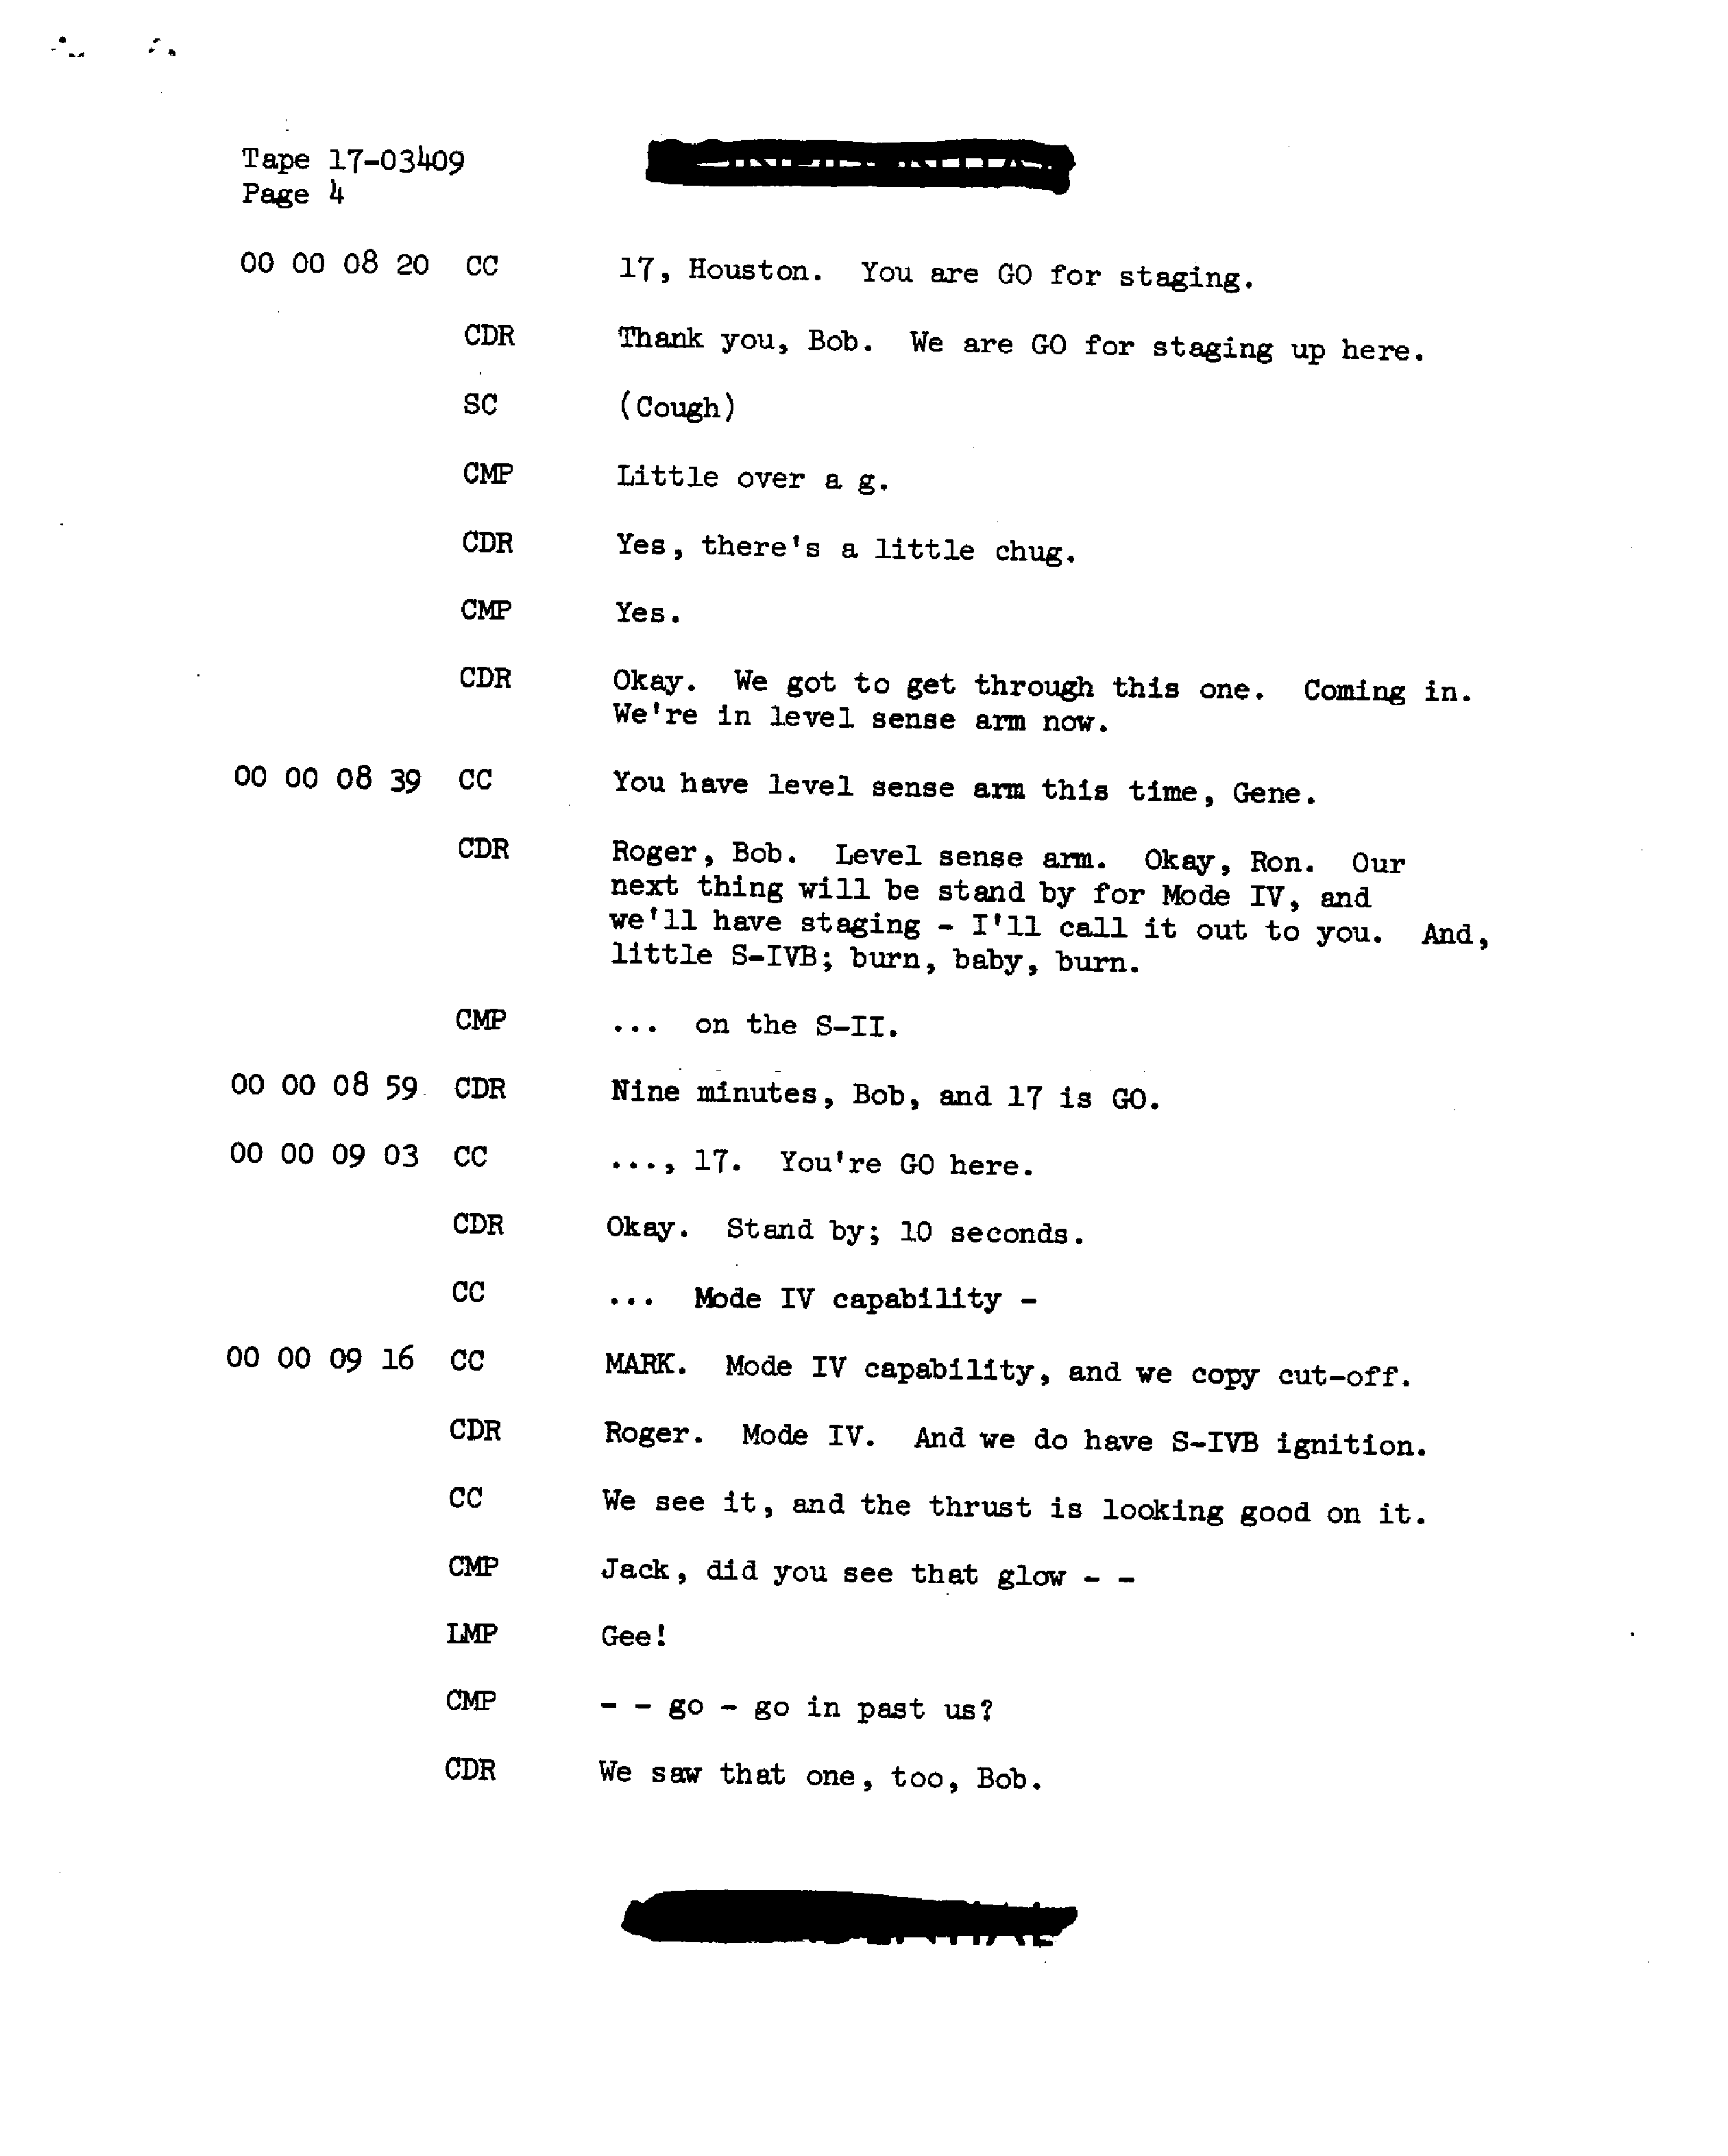 Tape 17-03409
Page 4
00 00 08 20 CC 17, Houston. You are GO for staging.
CDR Thank you, Bob. We are GO for staging up here.
SC (Cough)
CMP Little over a g.
CDR Yes, there's a little chug.
CMP Yes.
CDR Okay. We got to get through this one. Coming in.
We're in level sense arm now.
00 00 08 39 CC You have level sense arm this time, Gene.
CDR Roger, Bob. Level sense arm. Okay, Ron. Our
next thing will be stand by for Mode IV, and
we'll have staging - I'll call it out to you. And,
little S-IVB; burn, baby, burn.
CMP ... on the S-II.
00 00 08 59 CDR Nine minutes, Bob, and 17 is GO.
00 00 09 03 CC ..., 17. You're GO here.
CDR Okay. Stand by; 10 seconds.
CC ... Mode IV capability -
00 00 09 16 CC MARK. Mode IV capability, and we copy cut-off.
CDR Roger. Mode IV. And we do have S-IVB ignition.
CC We see it, and the thrust is looking good on it.
CMP Jack, did you see that glow - -
LMP Gee!
CMP - - go - go in past us?
CDR We saw that one, too, Bob.